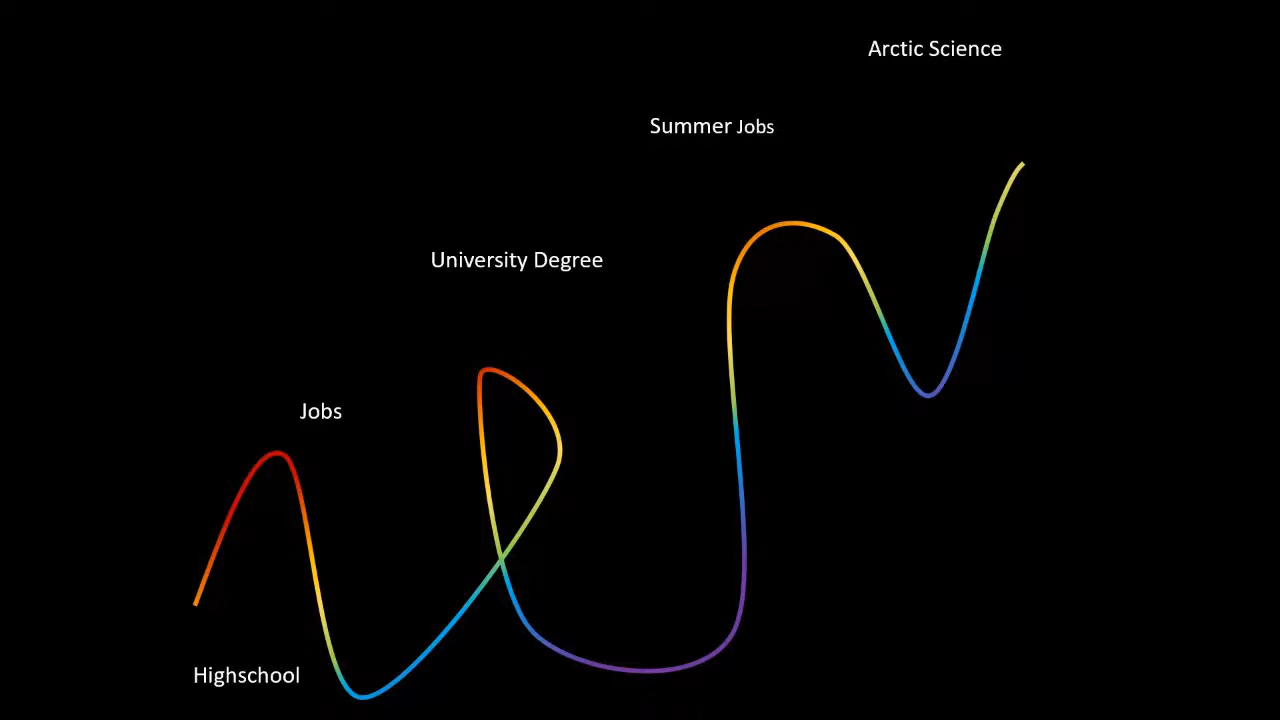 Arctic Science
Summer Jobs
University Degree
Jobs
Highschool